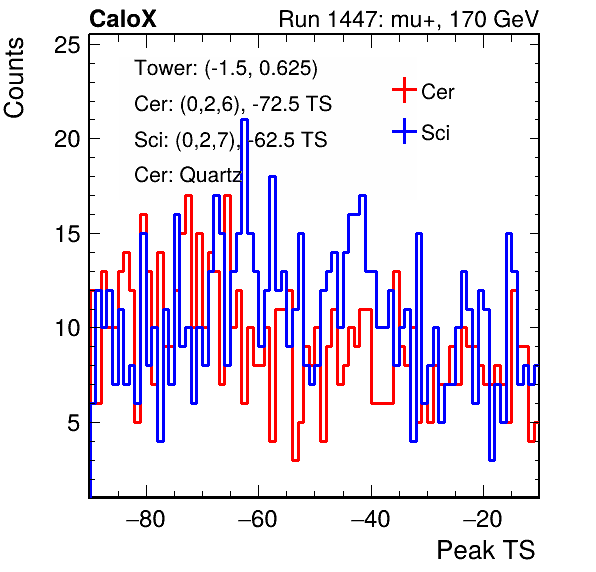 CaloX Run 1447: mu+, 170 GeV
Counts
25
20
15
10
5
Tower: (-1.5, 0.625)
Cer: (0,2,6), -72.5 TS
Sci: (0,2,7), -62.5 TS
Cer: Quartz
Cer
Sci
−80 −60 −40 −20
Peak TS